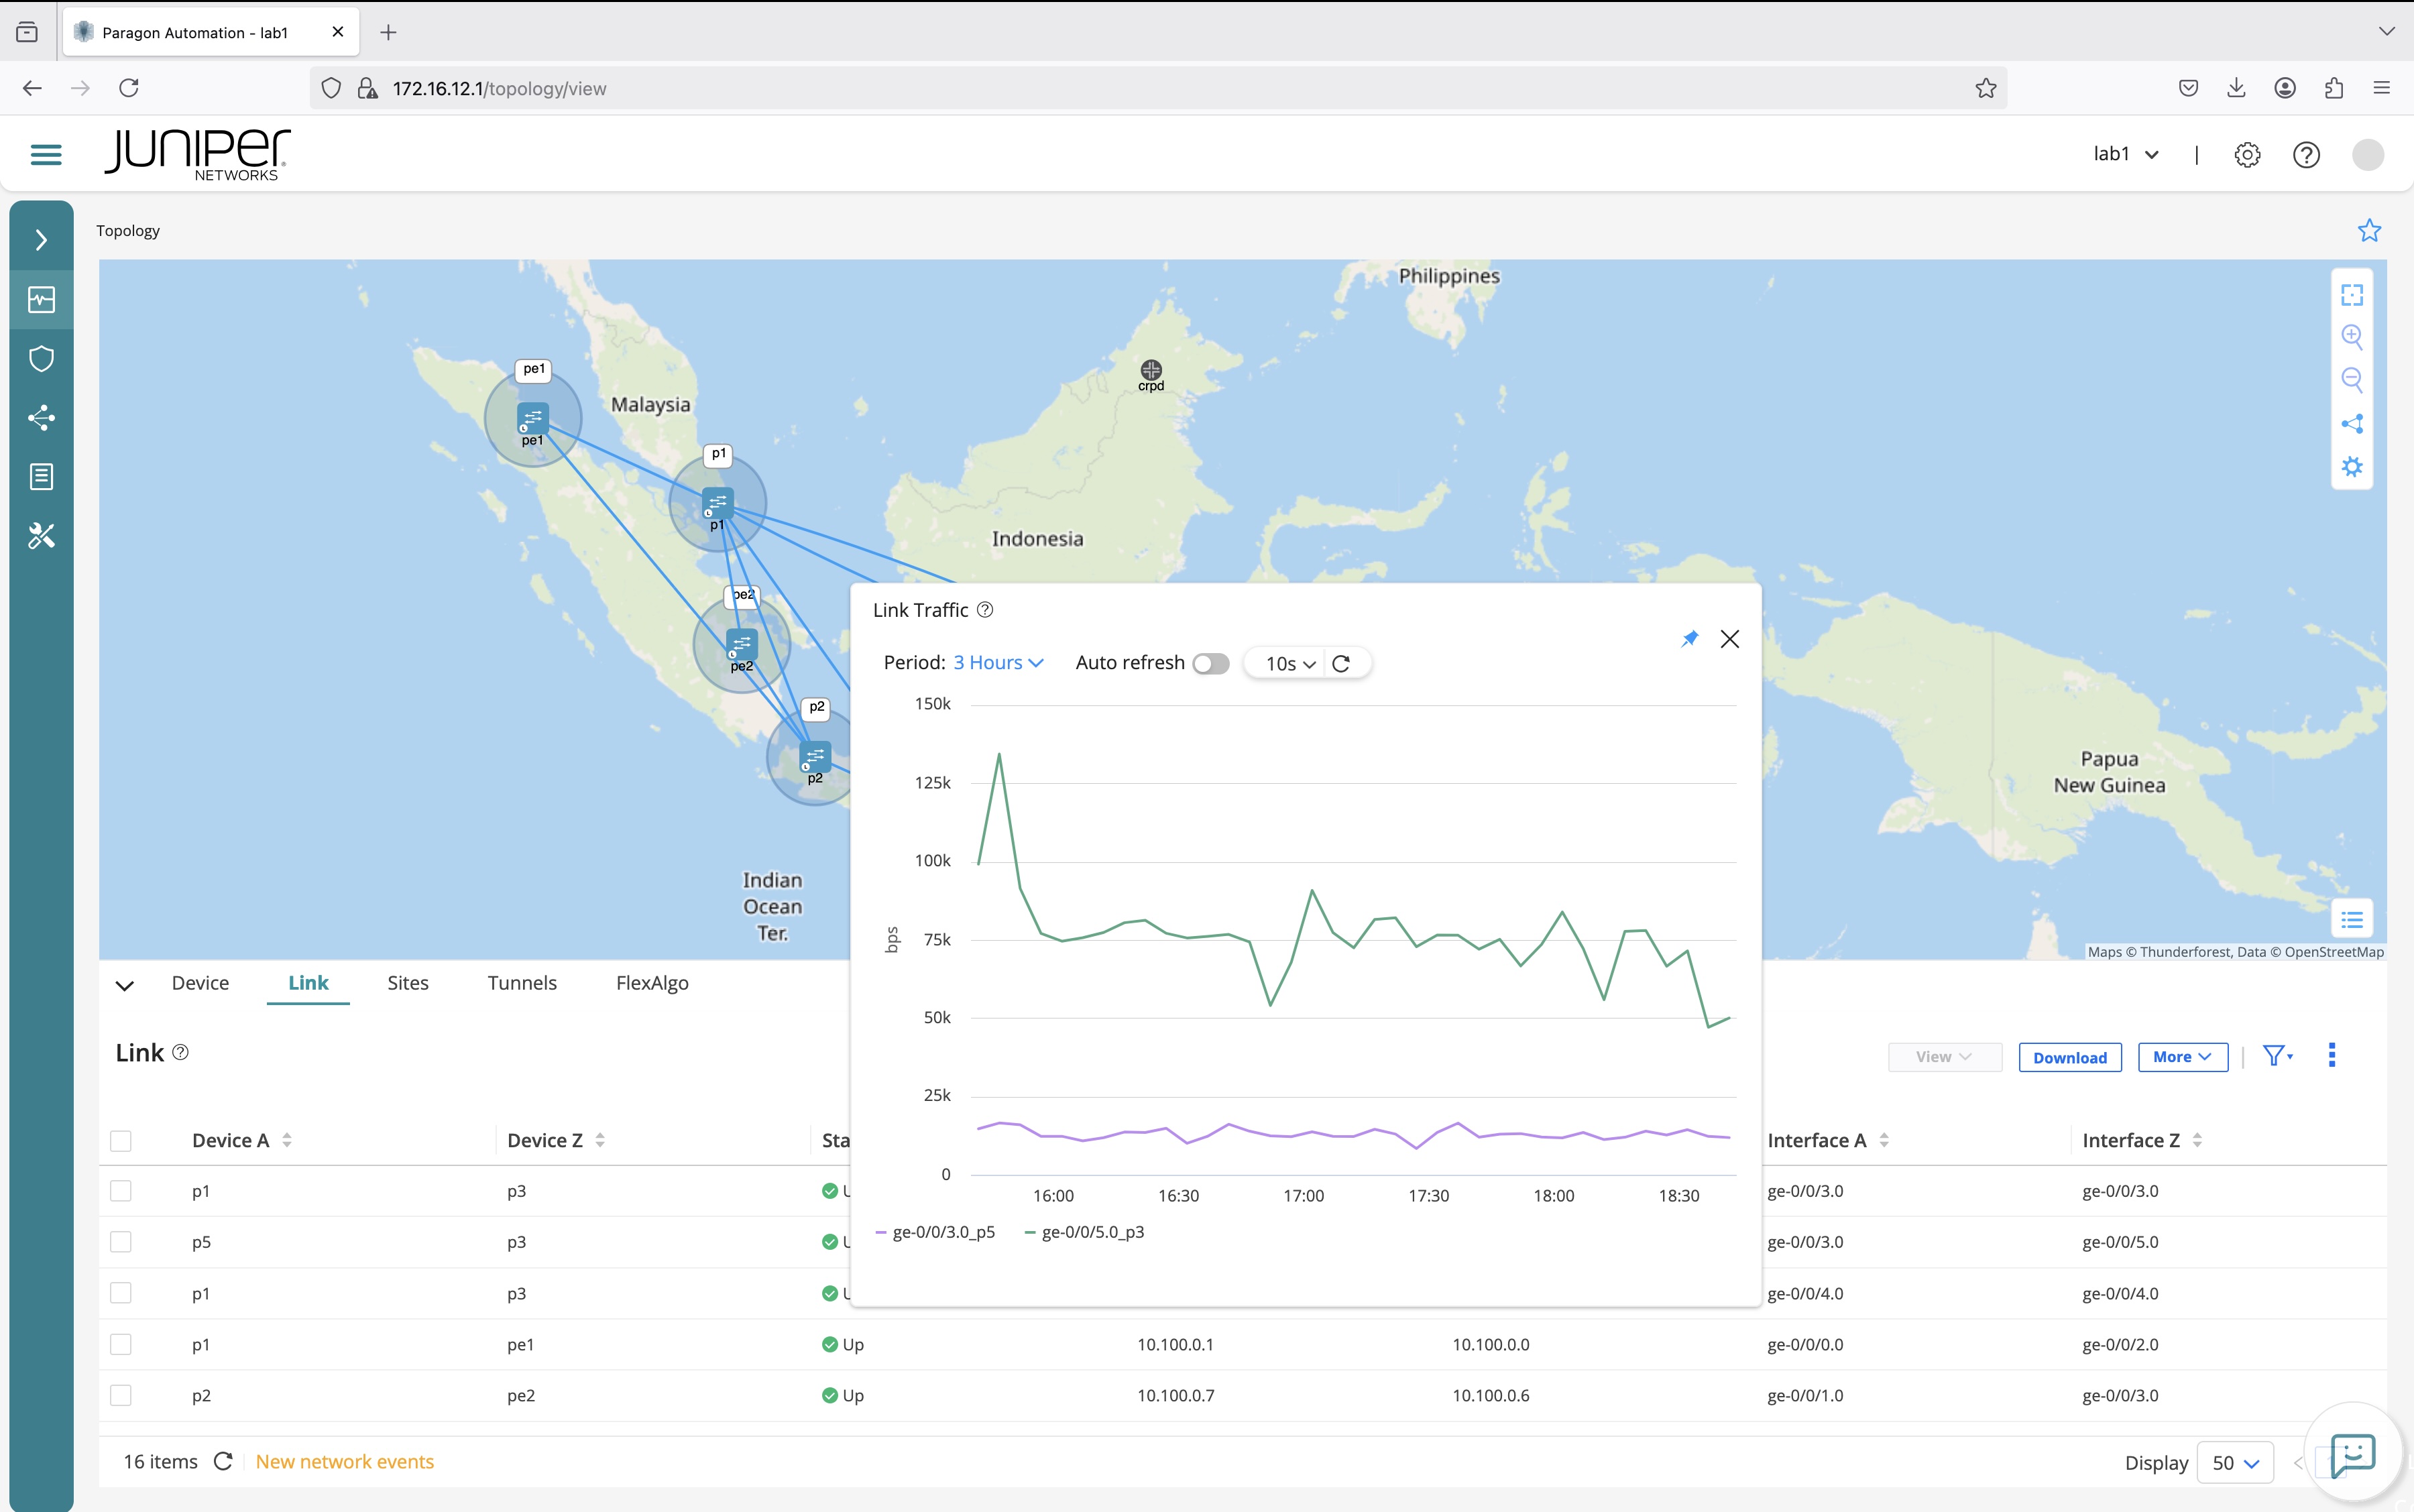 Paragon Automation - lab1
172.16.12.1/topology/view
JUNIPer
NETWORKS
lab1
Topology
Philippines
crpd
pe1
Malaysia
pe1
p1
p1
Indonesia
pe2
pe2
p2
p2
Papua
New Guinea
Indian
Ocean
Ter.
Maps © Thunderforest, Data © OpenStreetMap
Link Traffic
Period: 3 Hours Auto refresh 10s
150k
125k
100k
75k
50k
25k
0
bps
16:00 16:30 17:00 17:30 18:00 18:30
ge-0/0/3.0_p5 ge-0/0/5.0_p3
Device Link Sites Tunnels FlexAlgo
Link
View Download More
Device A Device Z Sta Interface A Interface Z
p1 p3 ge-0/0/3.0 ge-0/0/3.0
p5 p3 ge-0/0/3.0 ge-0/0/5.0
p1 p3 ge-0/0/4.0 ge-0/0/4.0
p1 pe1 Up 10.100.0.1 10.100.0.0 ge-0/0/0.0 ge-0/0/2.0
p2 pe2 Up 10.100.0.7 10.100.0.6 ge-0/0/1.0 ge-0/0/3.0
16 items New network events Display 50